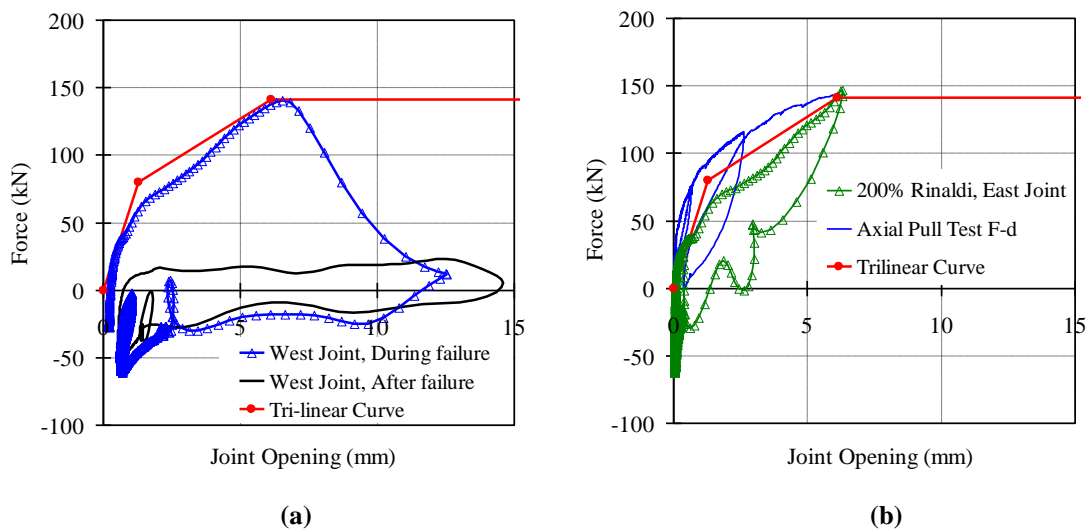 200
150
100
50
0
-50
-100
0
5
10
15
Force (kN)
Joint Opening (mm)
West Joint, During failure
West Joint, After failure
Tri-linear Curve
(a)
200
150
100
50
0
-50
-100
0
5
10
15
Force (kN)
Joint Opening (mm)
200% Rinaldi, East Joint
Axial Pull Test F-d
Trilinear Curve
(b)